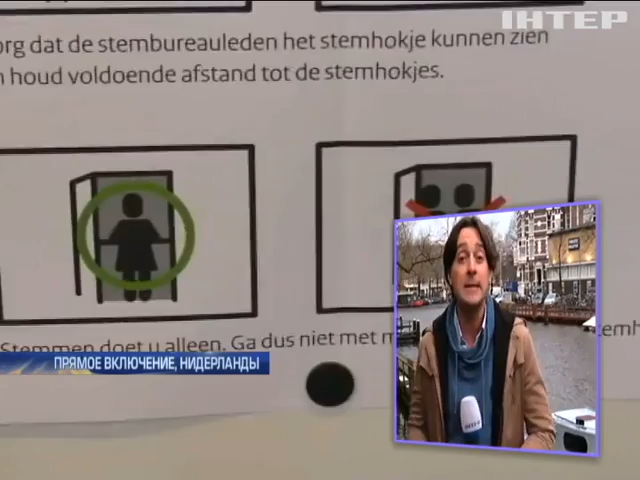 ІНТЕР
org dat de stembureauleden het stemhokje kunnen zien
n houd voldoende afstand tot de stemhokjes.
Stemmen doet u alleen. Ga dus niet met
ПРЯМОЕ ВКЛЮЧЕНИЕ, НИДЕРЛАНДЫ
ІНТЕР